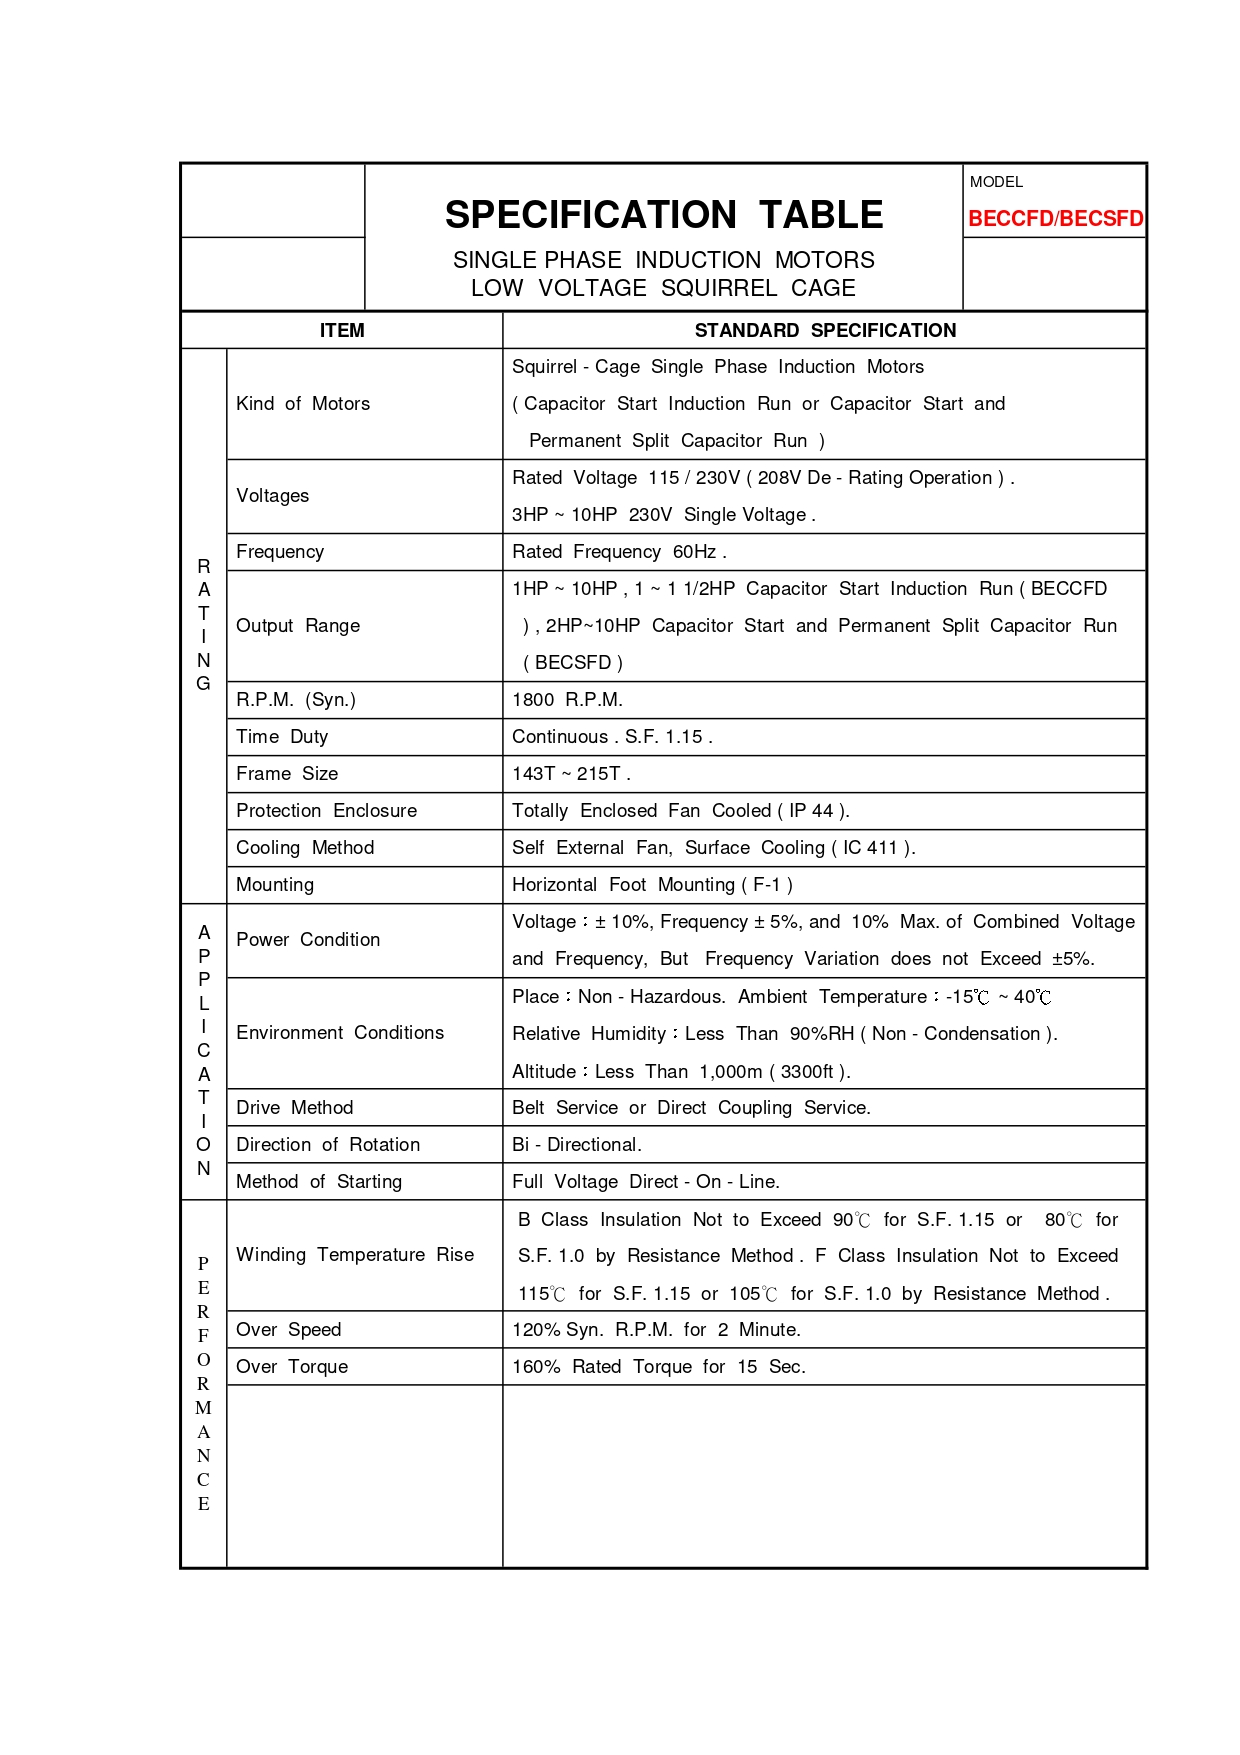 SPECIFICATION TABLE
SINGLE PHASE INDUCTION MOTORS
LOW VOLTAGE SQUIRREL CAGE
MODEL
BECCFD/BECSFD
ITEM
STANDARD SPECIFICATION
RATING
Kind of Motors
Squirrel - Cage Single Phase Induction Motors
( Capacitor Start Induction Run or Capacitor Start and
Permanent Split Capacitor Run )
Voltages
Rated Voltage 115 / 230V ( 208V De - Rating Operation ) .
3HP ~ 10HP 230V Single Voltage .
Frequency
Rated Frequency 60Hz .
Output Range
1HP ~ 10HP , 1 ~ 1 1/2HP Capacitor Start Induction Run ( BECCFD
) , 2HP~10HP Capacitor Start and Permanent Split Capacitor Run
( BECSFD )
R.P.M. (Syn.)
1800 R.P.M.
Time Duty
Continuous . S.F. 1.15 .
Frame Size
143T ~ 215T .
Protection Enclosure
Totally Enclosed Fan Cooled ( IP 44 ).
Cooling Method
Self External Fan, Surface Cooling ( IC 411 ).
Mounting
Horizontal Foot Mounting ( F-1 )
APPLICATION
Power Condition
Voltage：± 10%, Frequency ± 5%, and 10% Max. of Combined Voltage
and Frequency, But Frequency Variation does not Exceed ±5%.
Environment Conditions
Place：Non - Hazardous. Ambient Temperature：-15℃ ~ 40℃
Relative Humidity：Less Than 90%RH ( Non - Condensation ).
Altitude：Less Than 1,000m ( 3300ft ).
Drive Method
Belt Service or Direct Coupling Service.
Direction of Rotation
Bi - Directional.
Method of Starting
Full Voltage Direct - On - Line.
PERFORMANCE
Winding Temperature Rise
B Class Insulation Not to Exceed 90℃ for S.F. 1.15 or 80℃ for
S.F. 1.0 by Resistance Method . F Class Insulation Not to Exceed
115℃ for S.F. 1.15 or 105℃ for S.F. 1.0 by Resistance Method .
Over Speed
120% Syn. R.P.M. for 2 Minute.
Over Torque
160% Rated Torque for 15 Sec.